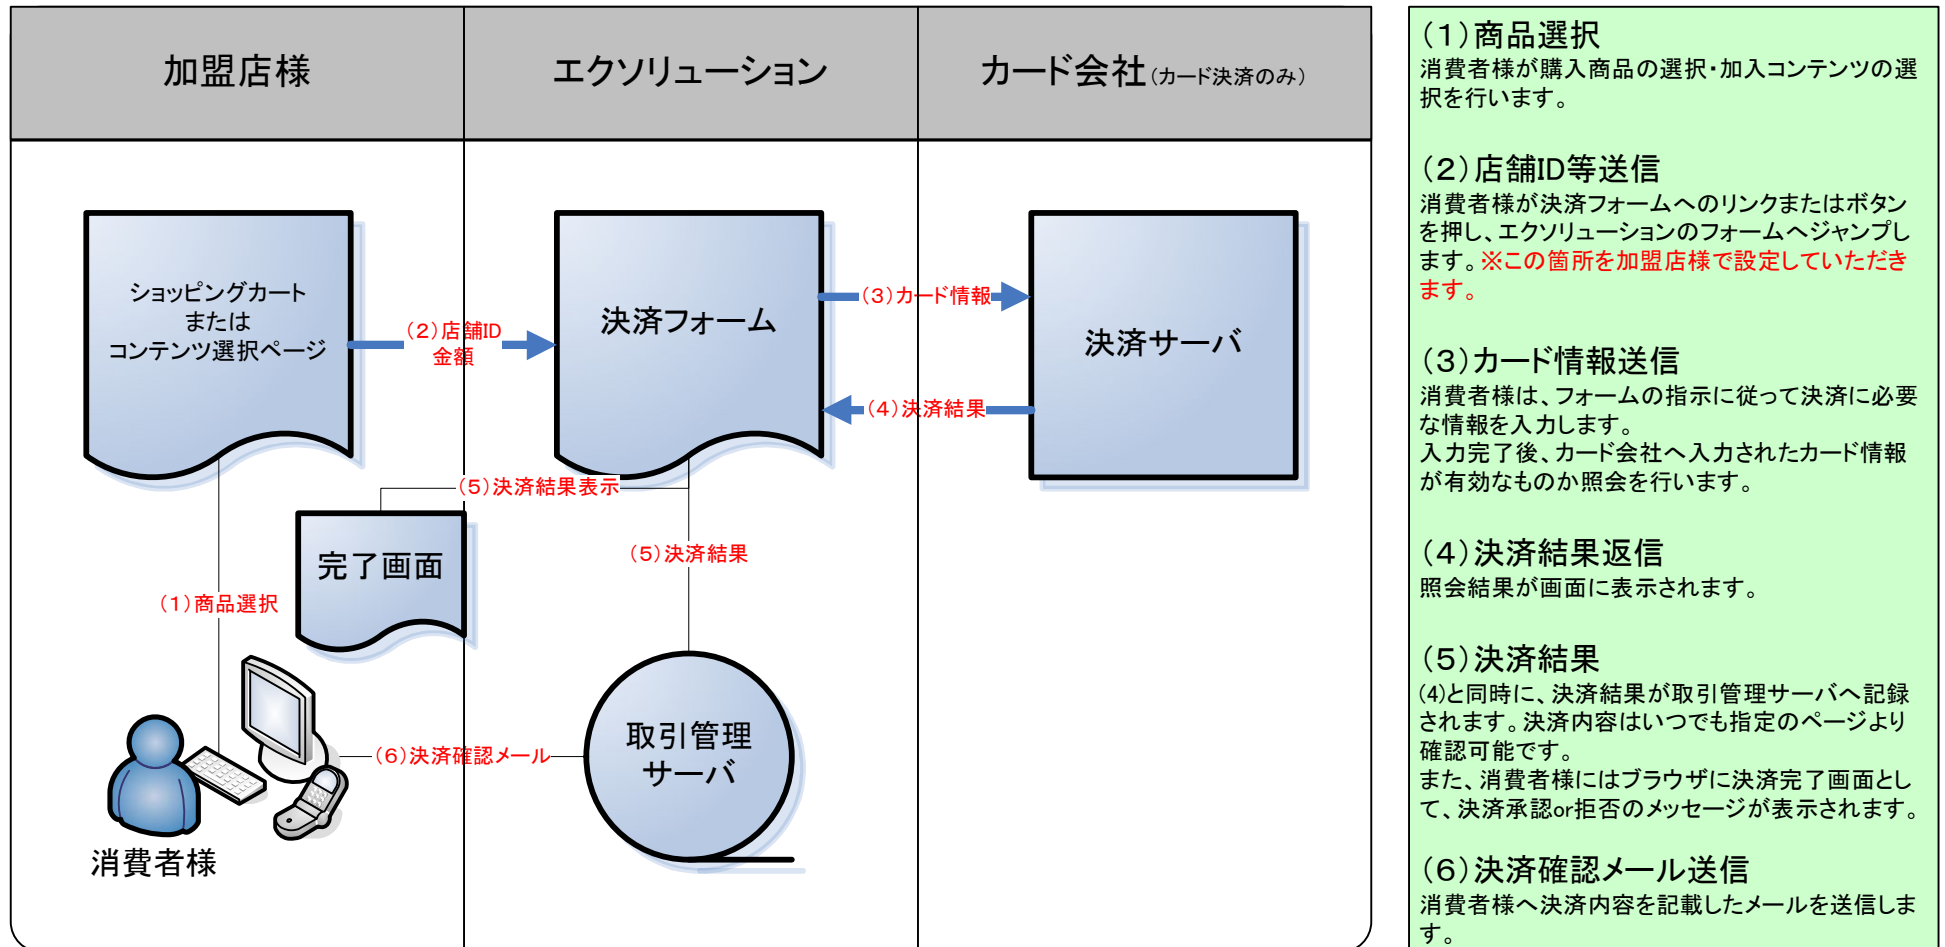 加盟店様
エクソリューション
カード会社(カード決済のみ)
ショッピングカート
または
コンテンツ選択ページ
(2)店舗ID
金額
決済フォーム
(3)カード情報
(4)決済結果
決済サーバ
(5)決済結果表示
完了画面
(5)決済結果
(1)商品選択
取引管理
サーバ
(6)決済確認メール
消費者様
(1)商品選択
消費者様が購入商品の選択・加入コンテンツの選
択を行います。
(2)店舗ID等送信
消費者様が決済フォームへのリンクまたはボタン
を押し、エクソリューションのフォームへジャンプし
ます。※この箇所を加盟店様で設定していただき
ます。
(3)カード情報送信
消費者様は、フォームの指示に従って決済に必要
な情報を入力します。
入力完了後、カード会社へ入力されたカード情報
が有効なものか照会を行います。
(4)決済結果返信
照会結果が画面に表示されます。
(5)決済結果
(4)と同時に、決済結果が取引管理サーバへ記録
されます。決済内容はいつでも指定のページより
確認可能です。
また、消費者様にはブラウザに決済完了画面とし
て、決済承認or拒否のメッセージが表示されます。
(6)決済確認メール送信
消費者様へ決済内容を記載したメールを送信しま
す。